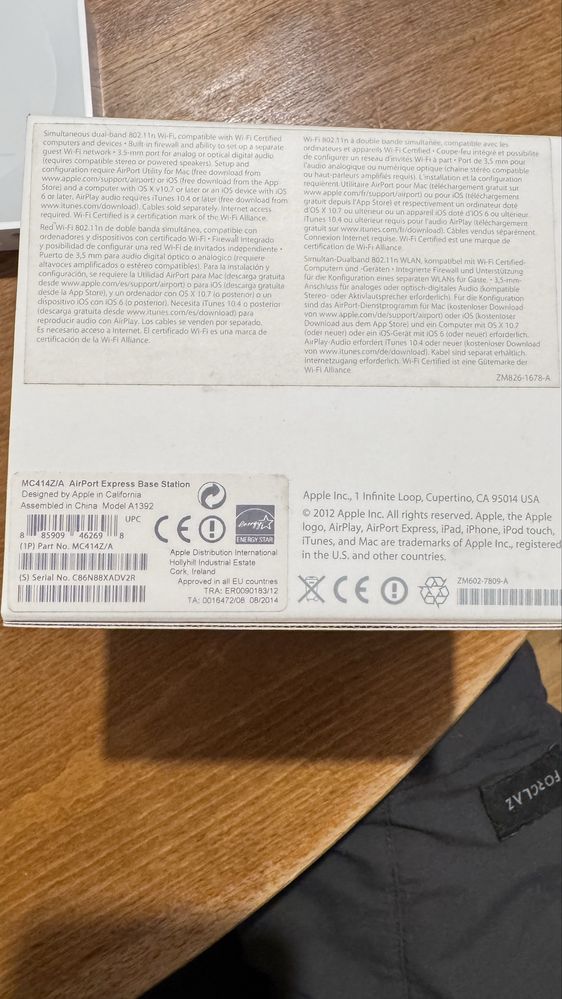 Simultaneous dual-band 802.11n Wi-Fi, compatible with Wi-Fi Certified
computers and devices • Built-in firewall and ability to set up a separate
guest Wi-Fi network • 3.5-mm port for analog or optical digital audio
(requires compatible stereo or powered speakers). Setup and
configuration require AirPort Utility for Mac (free download from
www.apple.com/support/airport) or iOS (free download from the App
Store) and a computer with OS X v10.7 or later or an iOS device with iOS
6 or later. AirPlay audio requires iTunes 10.4 or later (free download
from www.itunes.com/download). Cables sold separately. Internet access
required. Wi-Fi Certified is a certification mark of the Wi-Fi Alliance.
Red Wi-Fi 802.11n de doble banda simultánea, compatible con
ordenadores y dispositivos con certificado Wi-Fi • Firewall integrado
y posibilidad de configurar una red Wi-Fi de invitados independiente •
Puerto de 3,5 mm para audio digital óptico o analógico (requiere
altavoces amplificados o estéreo compatibles). Para la instalación y
configuración, se requiere la Utilidad AirPort para Mac (descarga gratuita
desde www.apple.com/es/support/airport) o para iOS (descarga gratuita
desde la App Store), y un ordenador con OS X 10.7 (o posterior) o un
dispositivo iOS con iOS 6 (o posterior). Necesita iTunes 10.4 o posterior
(descarga gratuita desde www.itunes.com/es/download) para
reproducir audio con AirPlay. Los cables se venden por separado.
Es necesario acceso a Internet. El certificado Wi-Fi es una marca
de certificación de la Wi-Fi Alliance.
Wi-Fi 802.11n à double bande simultanée, compatible avec les
ordinateurs et appareils Wi-Fi Certified • Coupe-feu intégré et possibilité
de configurer un réseau d'invités Wi-Fi à part • Port de 3,5 mm pour
audio analogique ou numérique optique (chaîne stéréo compatible
ou haut-parleurs amplifiés requis). L'installation et la configuration
requièrent Utilitaire AirPort pour Mac (téléchargement gratuit sur
www.apple.com/fr/support/airport) ou pour iOS (téléchargement
gratuit depuis l'App Store) et respectivement un ordinateur doté
d'OS X 10.7 ou ultérieur ou un appareil iOS doté d'iOS 6 ou ultérieur.
iTunes 10.4 ou ultérieur requis pour l'audio AirPlay (téléchargement
gratuit sur www.itunes.com/fr/download). Câbles vendus séparément.
Connexion Internet requise. Wi-Fi Certified est une marque
de certification de Wi-Fi Alliance.
Simultan-Dualband 802.11n WLAN, kompatibel mit Wi-Fi Certified-
Computern und -Geräten • Integrierte Firewall und Unterstützung
für die Konfiguration eines separaten WLANs für Gäste • 3,5-mm-
Anschluss für analoges oder optisch-digitales Audio (kompatible
Stereo- oder Aktivlautsprecher erforderlich). Für die Konfiguration
sind das AirPort-Dienstprogramm für Mac (kostenloser Download
von www.apple.com/de/support/airport) oder iOS (kostenloser
Download aus dem App Store) und ein Computer mit OS X 10.7
(oder neuer) oder ein iOS-Gerät mit iOS 6 (oder neuer) erforderlich.
AirPlay-Audio erfordert iTunes 10.4 oder neuer (kostenloser Download
von www.itunes.com/de/download). Kabel sind separat erhältlich.
Internetzugang erforderlich. Wi-Fi Certified ist eine Gütemarke der
Wi-Fi Alliance.
ZM826-1678-A
MC414Z/A AirPort Express Base Station
Designed by Apple in California
Assembled in China Model A1392
UPC
8 85909 46269 8
(1P) Part No. MC414Z/A
(S) Serial No. C86N88XADV2R
CE
energy
ENERGY STAR
Apple Distribution International
Hollyhill Industrial Estate
Cork, Ireland
Approved in all EU countries
TRA: ER0090183/12
TA: 0016472/08 08/2014
Apple Inc., 1 Infinite Loop, Cupertino, CA 95014 USA
© 2012 Apple Inc. All rights reserved. Apple, the Apple
logo, AirPlay, AirPort Express, iPad, iPhone, iPod touch,
iTunes, and Mac are trademarks of Apple Inc., registered
in the U.S. and other countries.
CE
ZM602-7809-A
FORCLAZ